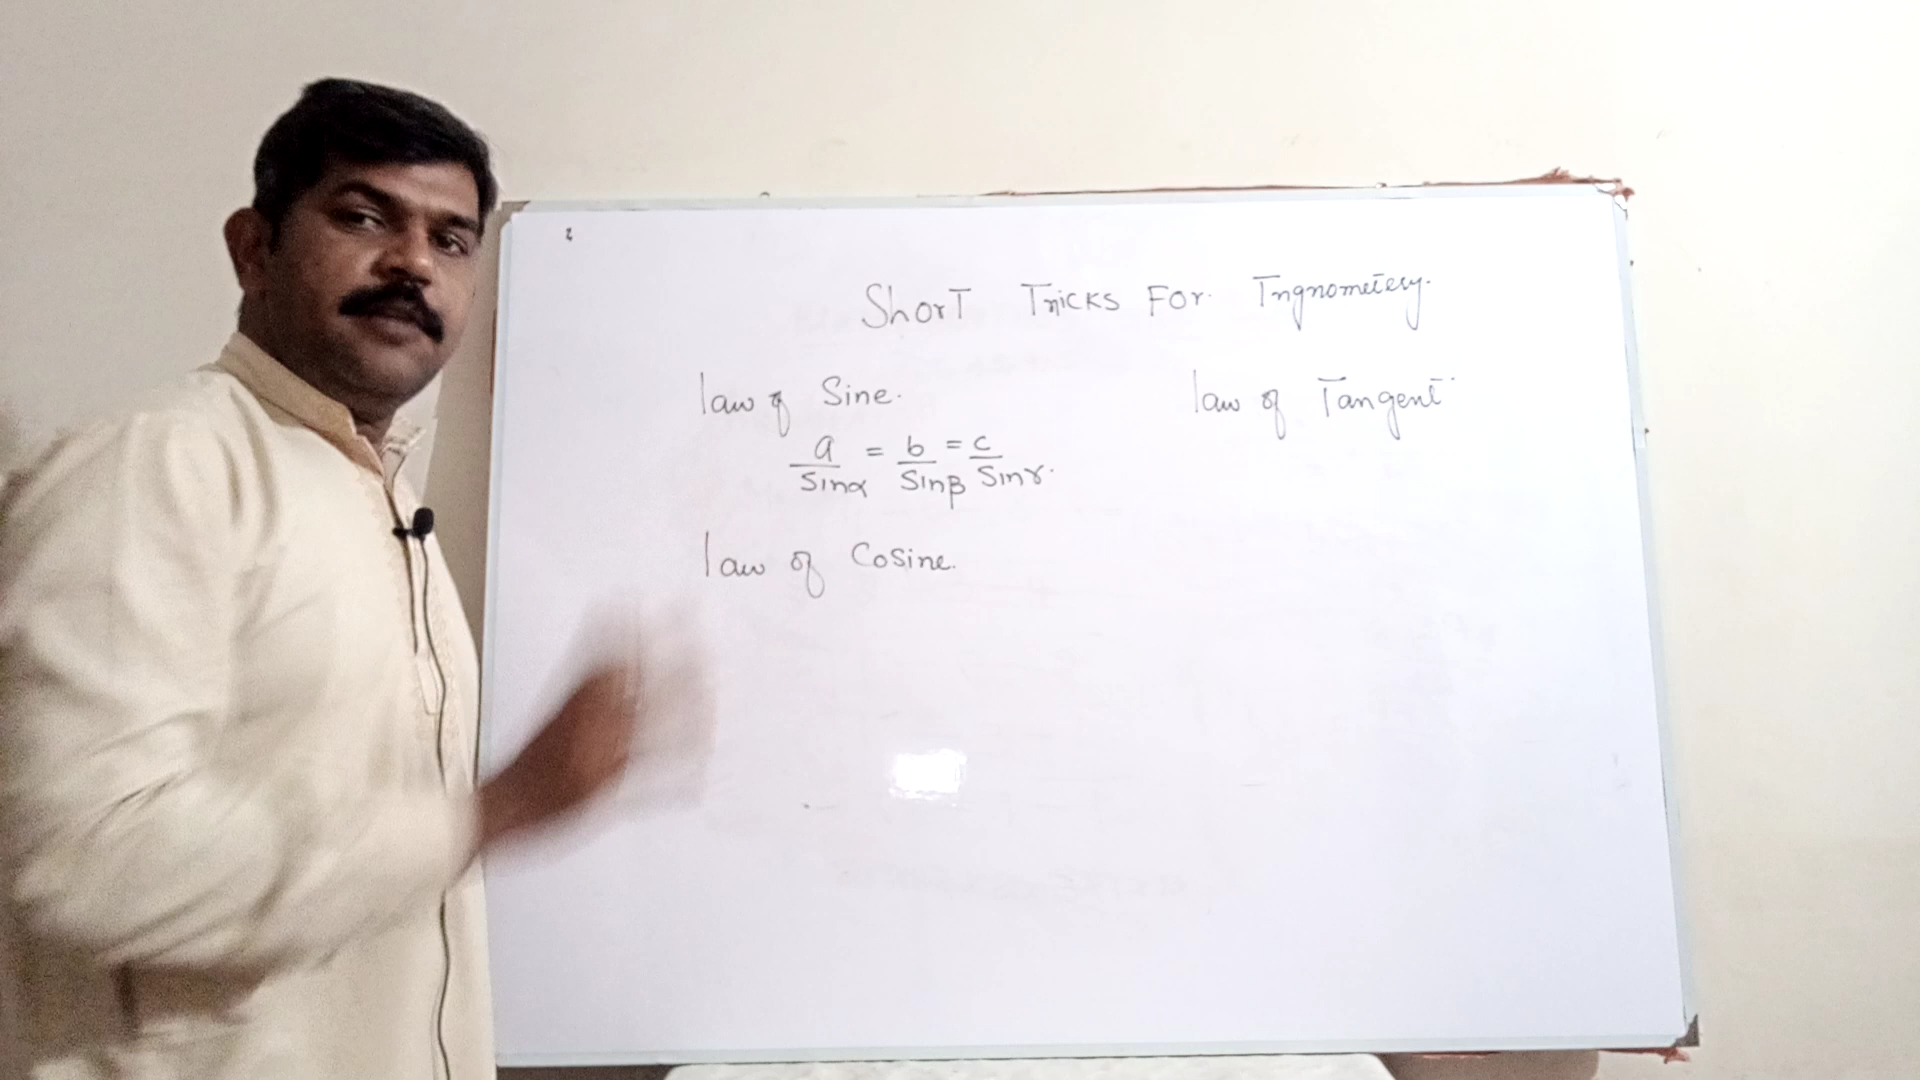 Short Tricks For Trignometery.
law of Sine.
a/Sinα = b/Sinβ = c/Sinγ.
law of Cosine.
law of Tangent